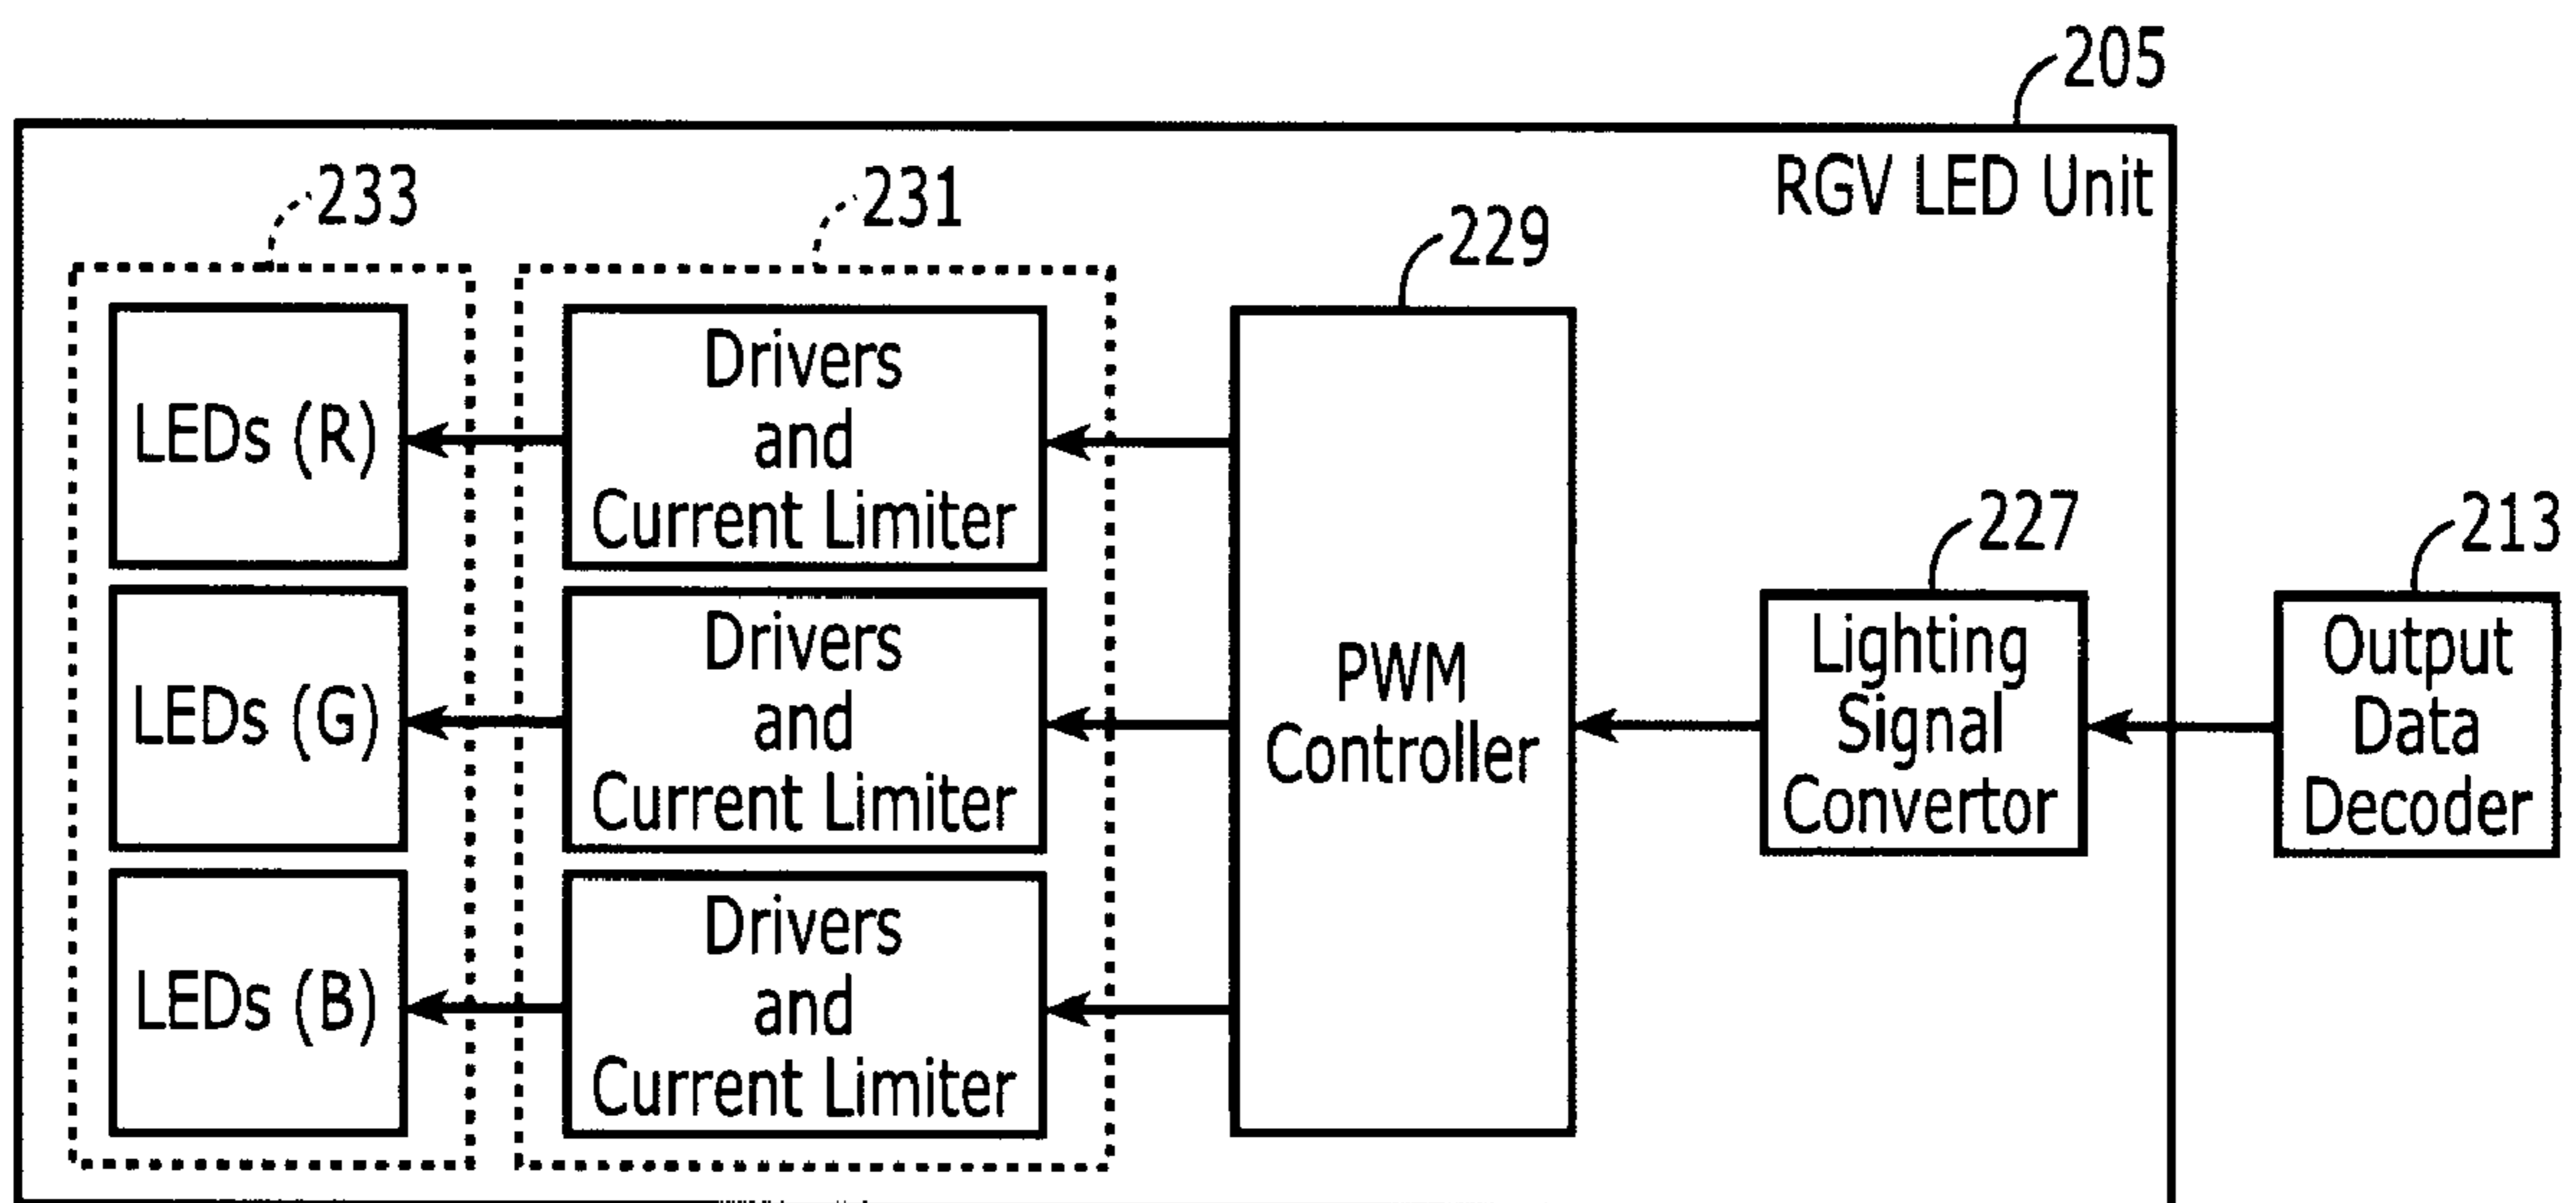 205
RGV LED Unit
233
231
229
LEDs (R)
Drivers
and
Current Limiter
LEDs (G)
Drivers
and
Current Limiter
LEDs (B)
Drivers
and
Current Limiter
PWM
Controller
227
Lighting
Signal
Convertor
213
Output
Data
Decoder